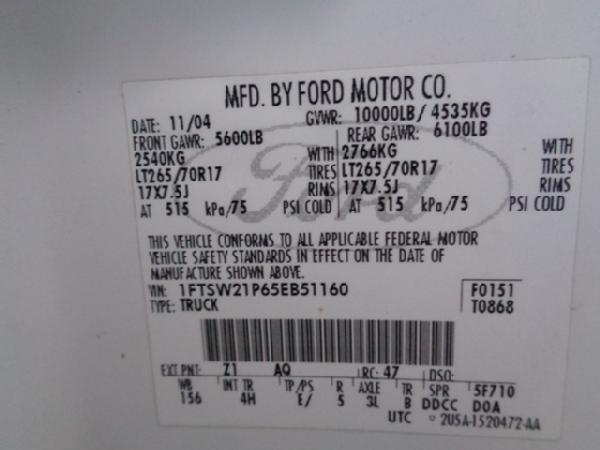 MFD. BY FORD MOTOR CO.
DATE: 11/04 GVWR: 10000LB/ 4535KG
FRONT GAWR: 5600LB REAR GAWR: 6100LB
2540KG WITH 2766KG WITH
LT265/70R17 TIRES LT265/70R17 TIRES
17X7.5J RIMS 17X7.5J RIMS
AT 515 kPa/75 PSI COLD AT 515 kPa/75 PSI COLD
Ford
THIS VEHICLE CONFORMS TO ALL APPLICABLE FEDERAL MOTOR
VEHICLE SAFETY STANDARDS IN EFFECT ON THE DATE OF
MANUFACTURE SHOWN ABOVE.
VIN: 1FTSW21P65EB51160 F0151
TYPE: TRUCK T0868
EXT PNT: Z1 AQ RC: 47 DSO:
WB INT TR TP/PS R AXLE TR SPR 5F710
156 4H E/ 5 3L B DDCC DOA
UTC 2U5A-1520472-AA